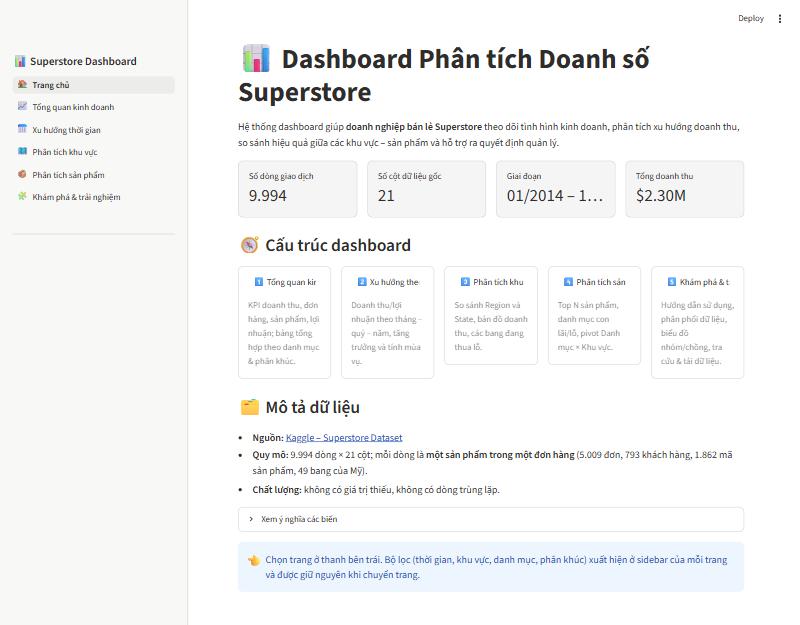 Deploy
Superstore Dashboard
Trang chủ
Tổng quan kinh doanh
Xu hướng thời gian
Phân tích khu vực
Phân tích sản phẩm
Khám phá & trải nghiệm
Dashboard Phân tích Doanh số
Superstore
Hệ thống dashboard giúp doanh nghiệp bán lẻ Superstore theo dõi tình hình kinh doanh, phân tích xu hướng doanh thu,
so sánh hiệu quả giữa các khu vực – sản phẩm và hỗ trợ ra quyết định quản lý.
Số dòng giao dịch
9.994
Số cột dữ liệu gốc
21
Giai đoạn
01/2014 – 1…
Tổng doanh thu
$2.30M
Cấu trúc dashboard
1 Tổng quan kin
KPI doanh thu, đơn
hàng, sản phẩm, lợi
nhuận; bảng tổng
hợp theo danh mục
& phân khúc.
2 Xu hướng thờ
Doanh thu/lợi
nhuận theo tháng –
quý – năm, tăng
trưởng và tính mùa
vụ.
3 Phân tích khu
So sánh Region và
State, bản đồ doanh
thu, các bang đang
thua lỗ.
4 Phân tích sản
Top N sản phẩm,
danh mục con
lãi/lỗ, pivot Danh
mục × Khu vực.
5 Khám phá & t
Hướng dẫn sử dụng,
phân phối dữ liệu,
biểu đồ
nhóm/chồng, tra
cứu & tải dữ liệu.
Mô tả dữ liệu
Nguồn: Kaggle – Superstore Dataset
Quy mô: 9.994 dòng × 21 cột; mỗi dòng là một sản phẩm trong một đơn hàng (5.009 đơn, 793 khách hàng, 1.862 mã
sản phẩm, 49 bang của Mỹ).
Chất lượng: không có giá trị thiếu, không có dòng trùng lặp.
Xem ý nghĩa các biến
Chọn trang ở thanh bên trái. Bộ lọc (thời gian, khu vực, danh mục, phân khúc) xuất hiện ở sidebar của mỗi trang
và được giữ nguyên khi chuyển trang.